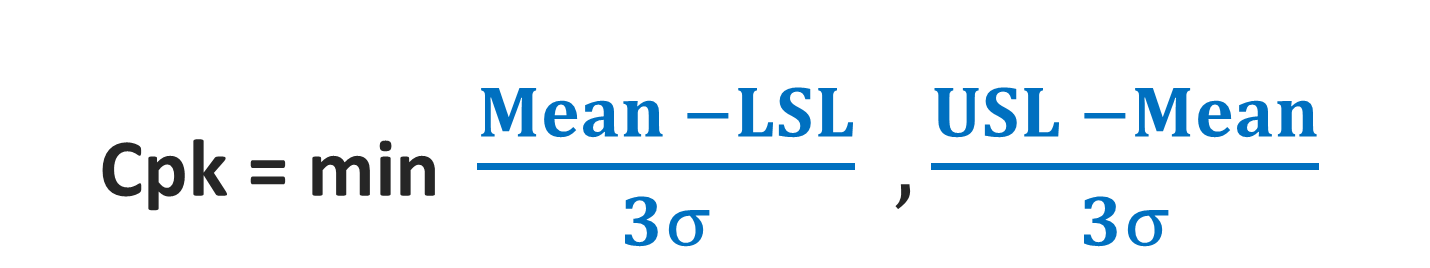 Cpk = min Mean −LSL / 3σ , USL −Mean / 3σ